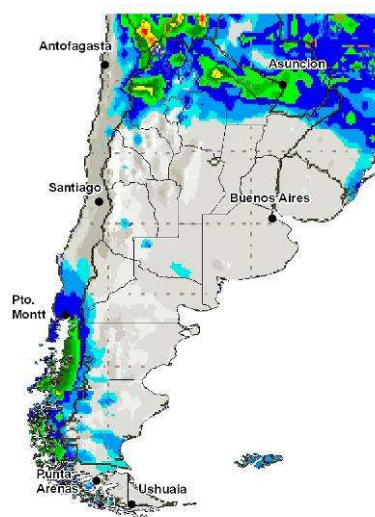 Antofagasta
Asuncion
Santiago
Buenos Aires
Pto.
Montt
Punta
Arenas
Ushuaia